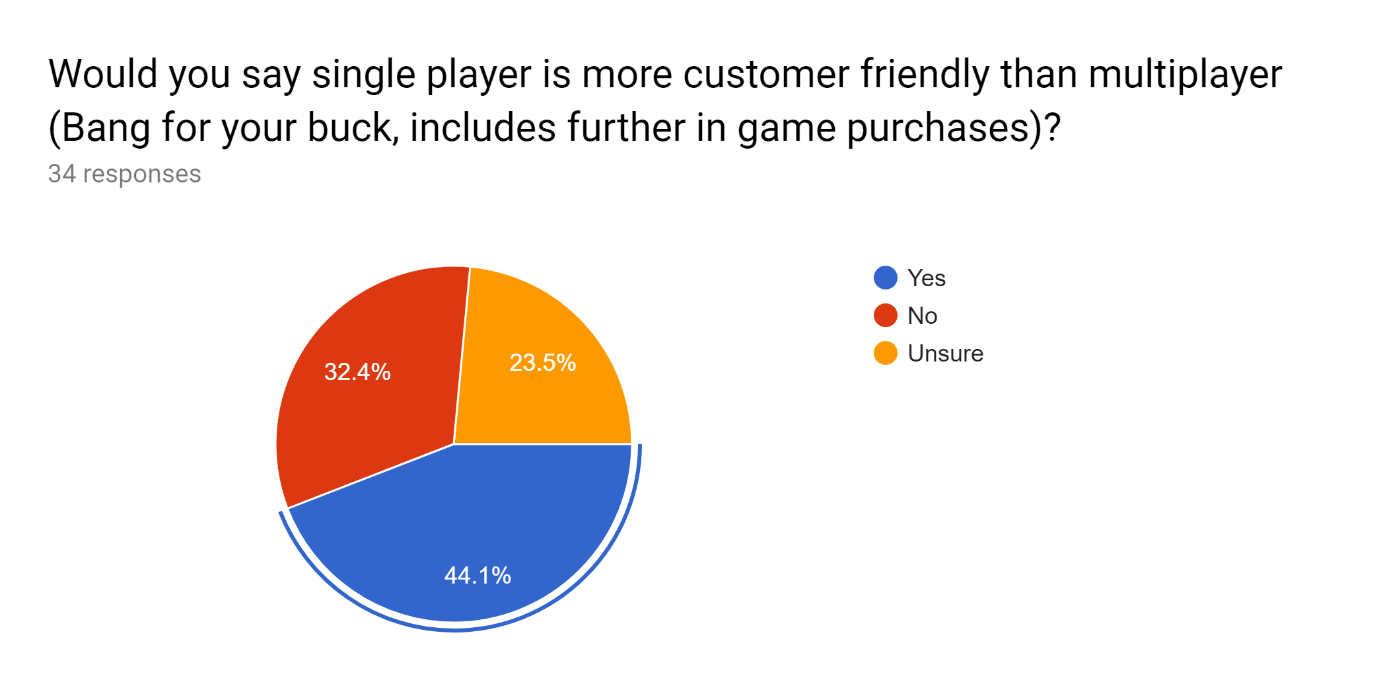 Would you say single player is more customer friendly than multiplayer
(Bang for your buck, includes further in game purchases)?
34 responses
Yes
No
Unsure
23.5%
32.4%
44.1%